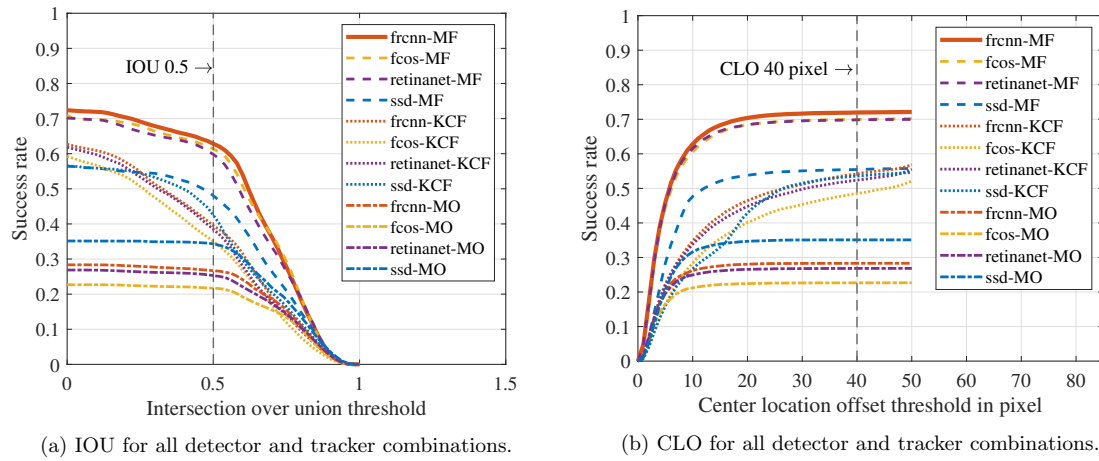 1
0.9
0.8
0.7
0.6
0.5
0.4
0.3
0.2
0.1
0
Success rate
IOU 0.5 →
frcnn-MF
fcos-MF
retinanet-MF
ssd-MF
frcnn-KCF
fcos-KCF
retinanet-KCF
ssd-KCF
frcnn-MO
fcos-MO
retinanet-MO
ssd-MO
0 0.5 1 1.5
Intersection over union threshold
(a) IOU for all detector and tracker combinations.
1
0.9
0.8
0.7
0.6
0.5
0.4
0.3
0.2
0.1
0
Success rate
CLO 40 pixel →
frcnn-MF
fcos-MF
retinanet-MF
ssd-MF
frcnn-KCF
fcos-KCF
retinanet-KCF
ssd-KCF
frcnn-MO
fcos-MO
retinanet-MO
ssd-MO
0 10 20 30 40 50 60 70 80
Center location offset threshold in pixel
(b) CLO for all detector and tracker combinations.